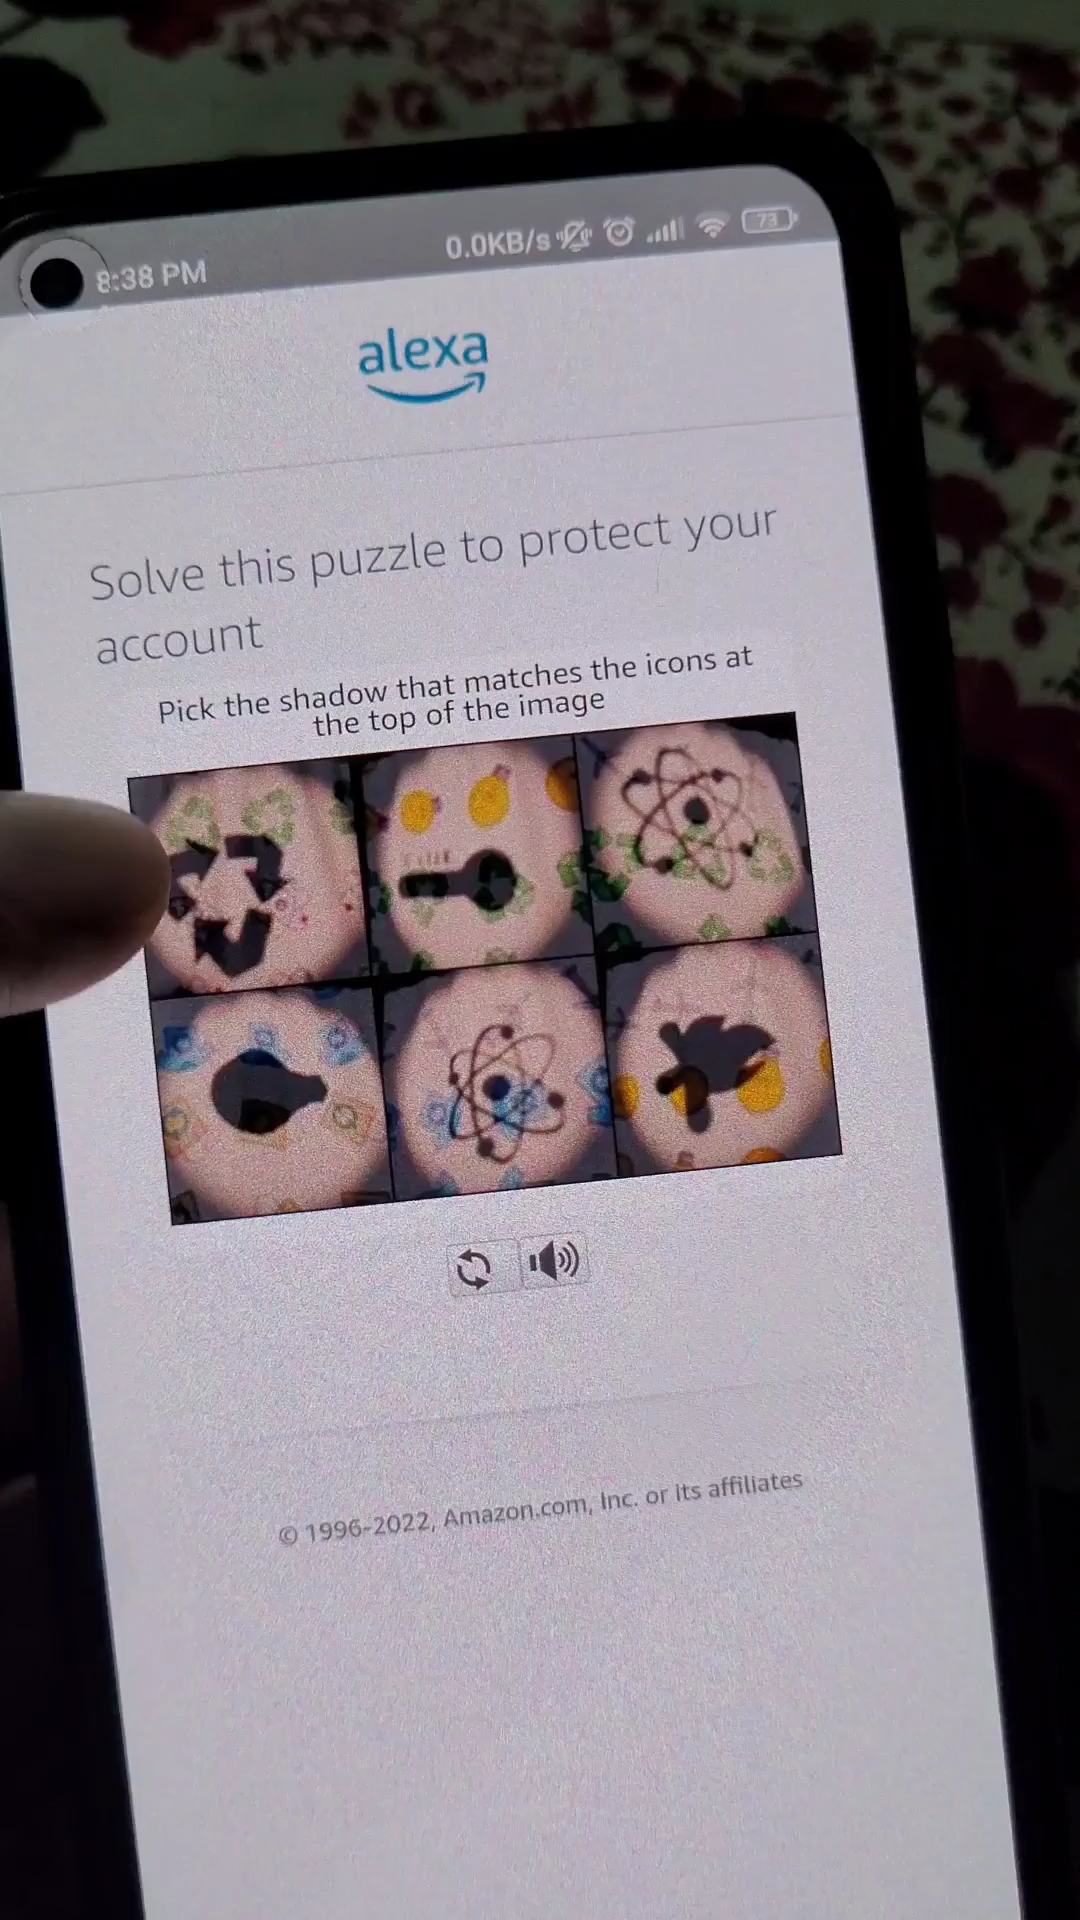 8:38 PM 0.0KB/s 73
alexa
Solve this puzzle to protect your
account
Pick the shadow that matches the icons at
the top of the image
© 1996-2022, Amazon.com, Inc. or its affiliates